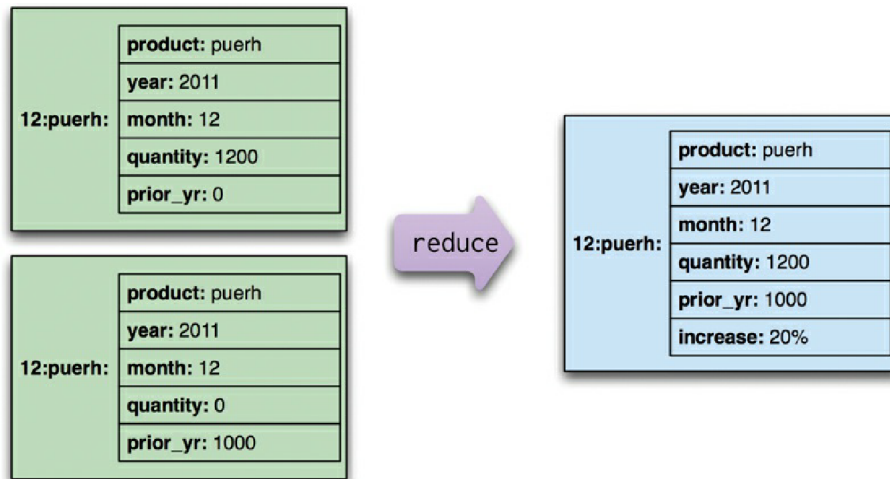 12:puerh:
product: puerh
year: 2011
month: 12
quantity: 1200
prior_yr: 0
12:puerh:
product: puerh
year: 2011
month: 12
quantity: 0
prior_yr: 1000
reduce
12:puerh:
product: puerh
year: 2011
month: 12
quantity: 1200
prior_yr: 1000
increase: 20%